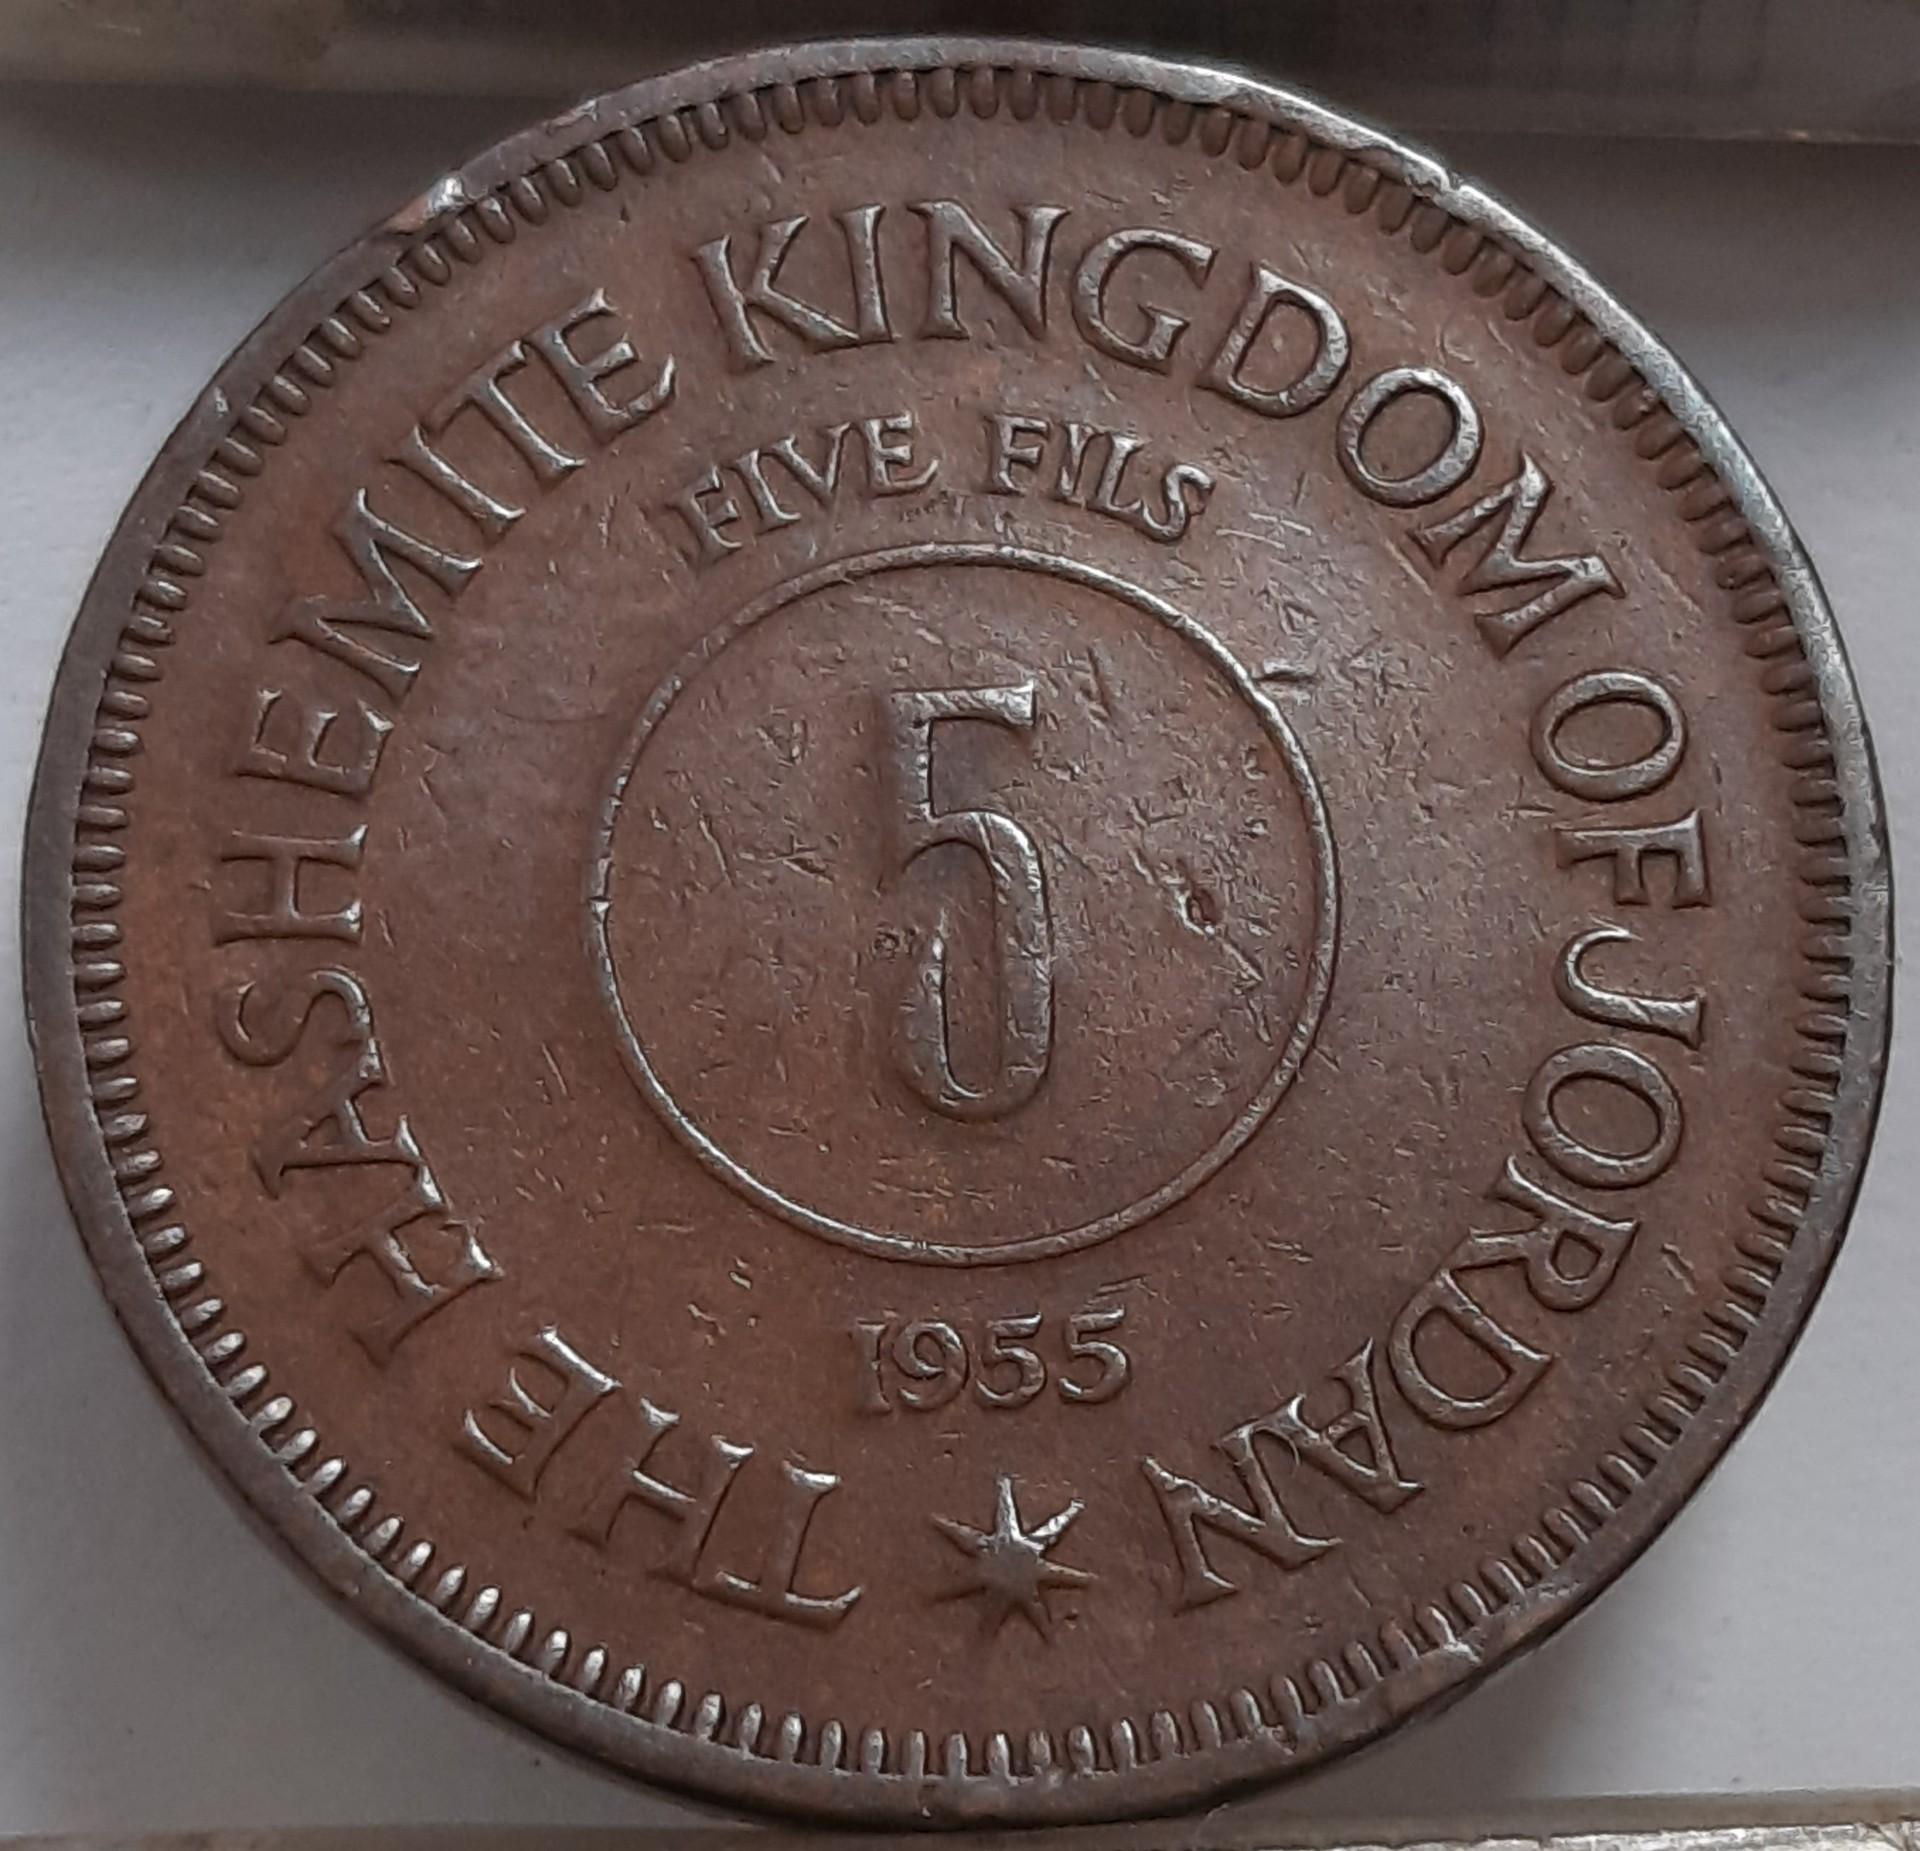 THE HASHEMITE KINGDOM OF JORDAN
FIVE FILS
5
1955